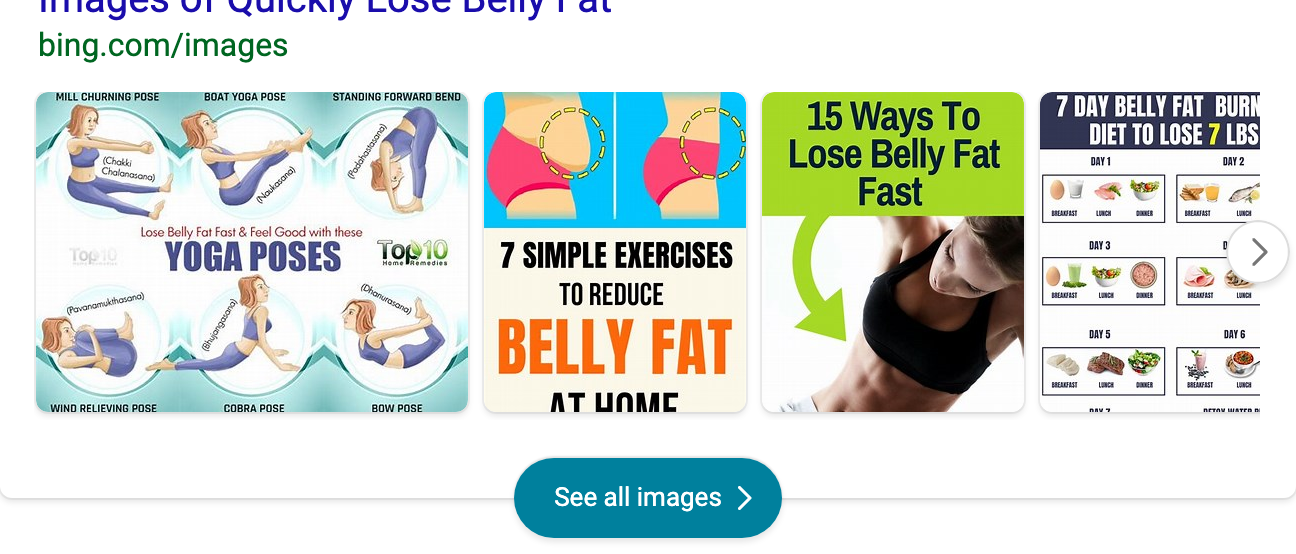 Images of Quickly Lose Belly Fat
bing.com/images
MILL CHURNING POSE
BOAT YOGA POSE
STANDING FORWARD BEND
(Chakki
Chalanasana)
(Naukasana)
(Padahastasana)
Lose Belly Fat Fast & Feel Good with these
YOGA POSES
Top10
Home Remedies
Top10
(Pavanamukthasana)
(Bhujangasana)
(Dhanurasana)
WIND RELIEVING POSE
COBRA POSE
BOW POSE
7 SIMPLE EXERCISES
TO REDUCE
BELLY FAT
AT HOME
15 Ways To
Lose Belly Fat
Fast
7 DAY BELLY FAT BURN
DIET TO LOSE 7 LBS
DAY 1
DAY 2
BREAKFAST
LUNCH
DINNER
BREAKFAST
LUNCH
DAY 3
D
BREAKFAST
LUNCH
DINNER
BREAKFAST
LUNCH
DAY 5
DAY 6
BREAKFAST
LUNCH
DINNER
BREAKFAST
LUNCH
DAY 7
DETOX WATER
See all images